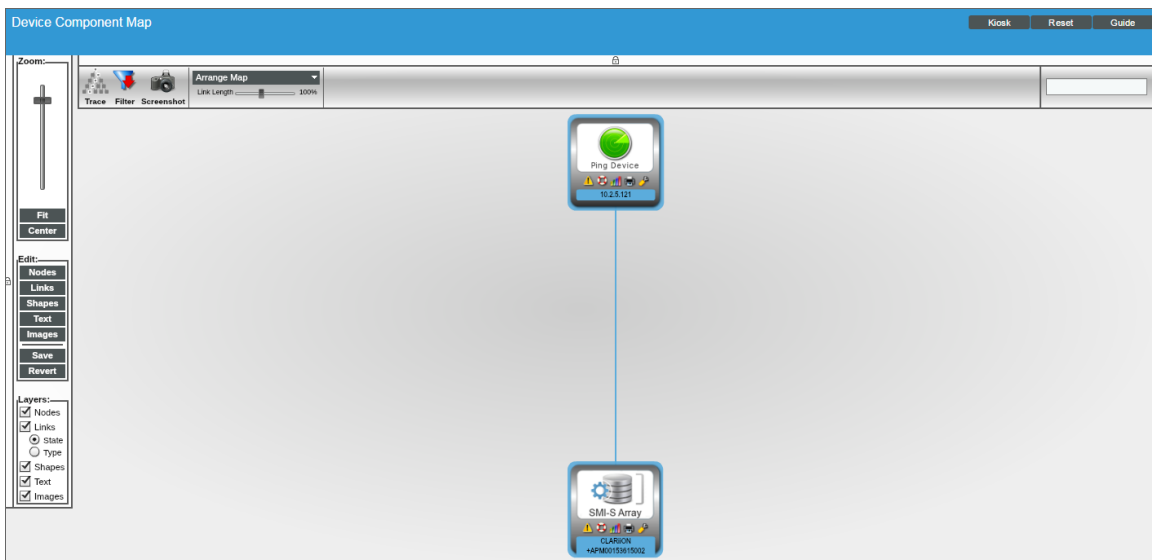 Device Component Map
Kiosk Reset Guide
Zoom:
Fit
Center
Edit:
Nodes
Links
Shapes
Text
Images
Save
Revert
Layers:
Nodes
Links
State
Type
Shapes
Text
Images
Trace Filter Screenshot
Arrange Map
Link Length 100%
Ping Device
10.2.5.121
SMI-S Array
CLARiiON
+APM00153615002